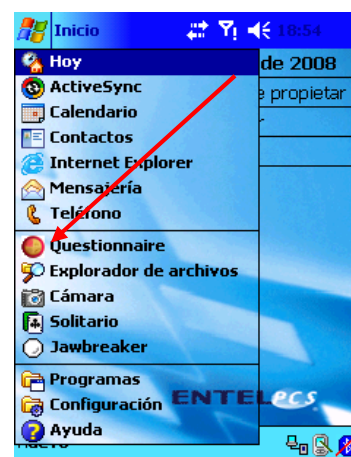 Inicio 18:54
Hoy
de 2008
ActiveSync
e propietar
Calendario
Contactos
Internet Explorer
Mensajería
Teléfono
Questionnaire
Explorador de archivos
Cámara
Solitario
Jawbreaker
Programas
Configuración
ENTEL PCS
Ayuda